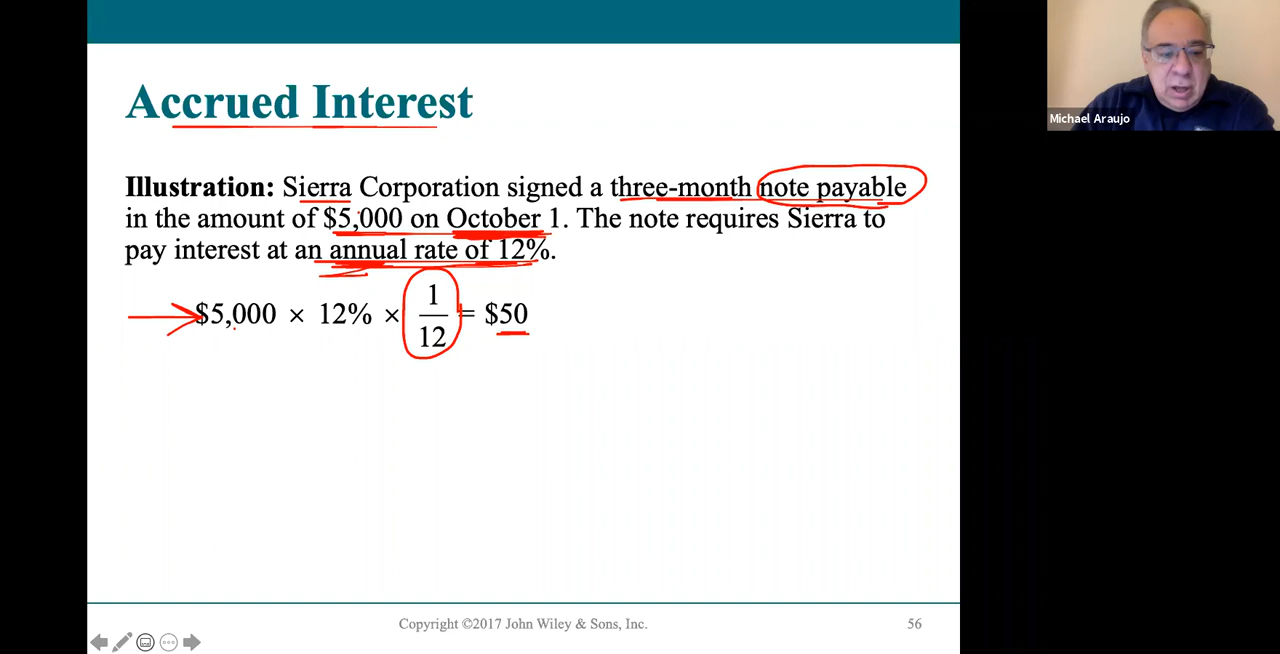 Accrued Interest
Michael Araujo
Illustration: Sierra Corporation signed a three-month note payable
in the amount of $5,000 on October 1. The note requires Sierra to
pay interest at an annual rate of 12%.
$5,000 × 12% × 1/12 = $50
Copyright ©2017 John Wiley & Sons, Inc.
56